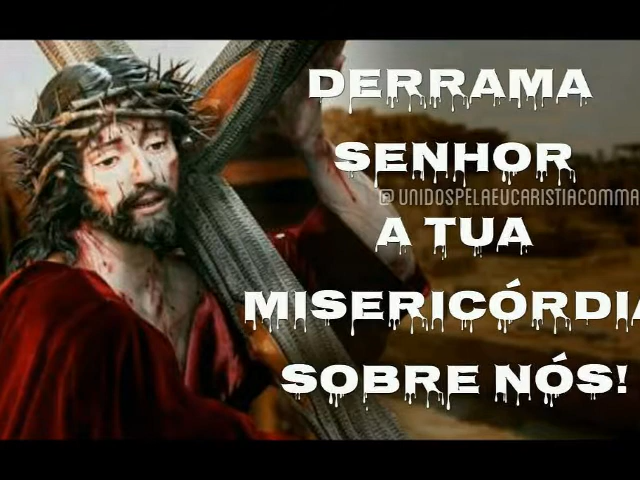 DERRAMA
SENHOR
@UNIDOSPELAEUCARISTIACOMMA
A TUA
MISERICÓRDIA
SOBRE NÓS!